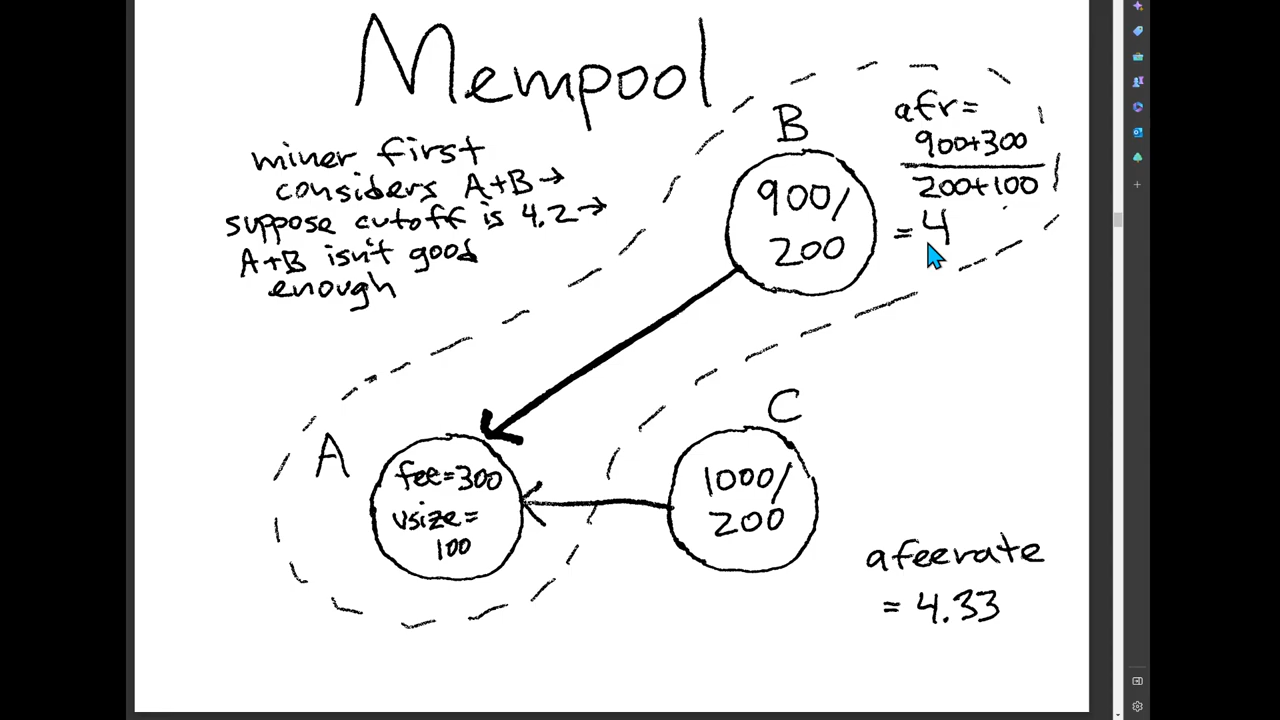 Mempool
miner first
considers A+B→
suppose cutoff is 4.2→
A+B isn't good
enough
B
900/
200
afr=
900+300
200+100
= 4
A
fee=300
vsize=
100
C
1000/
200
afeerate
= 4.33